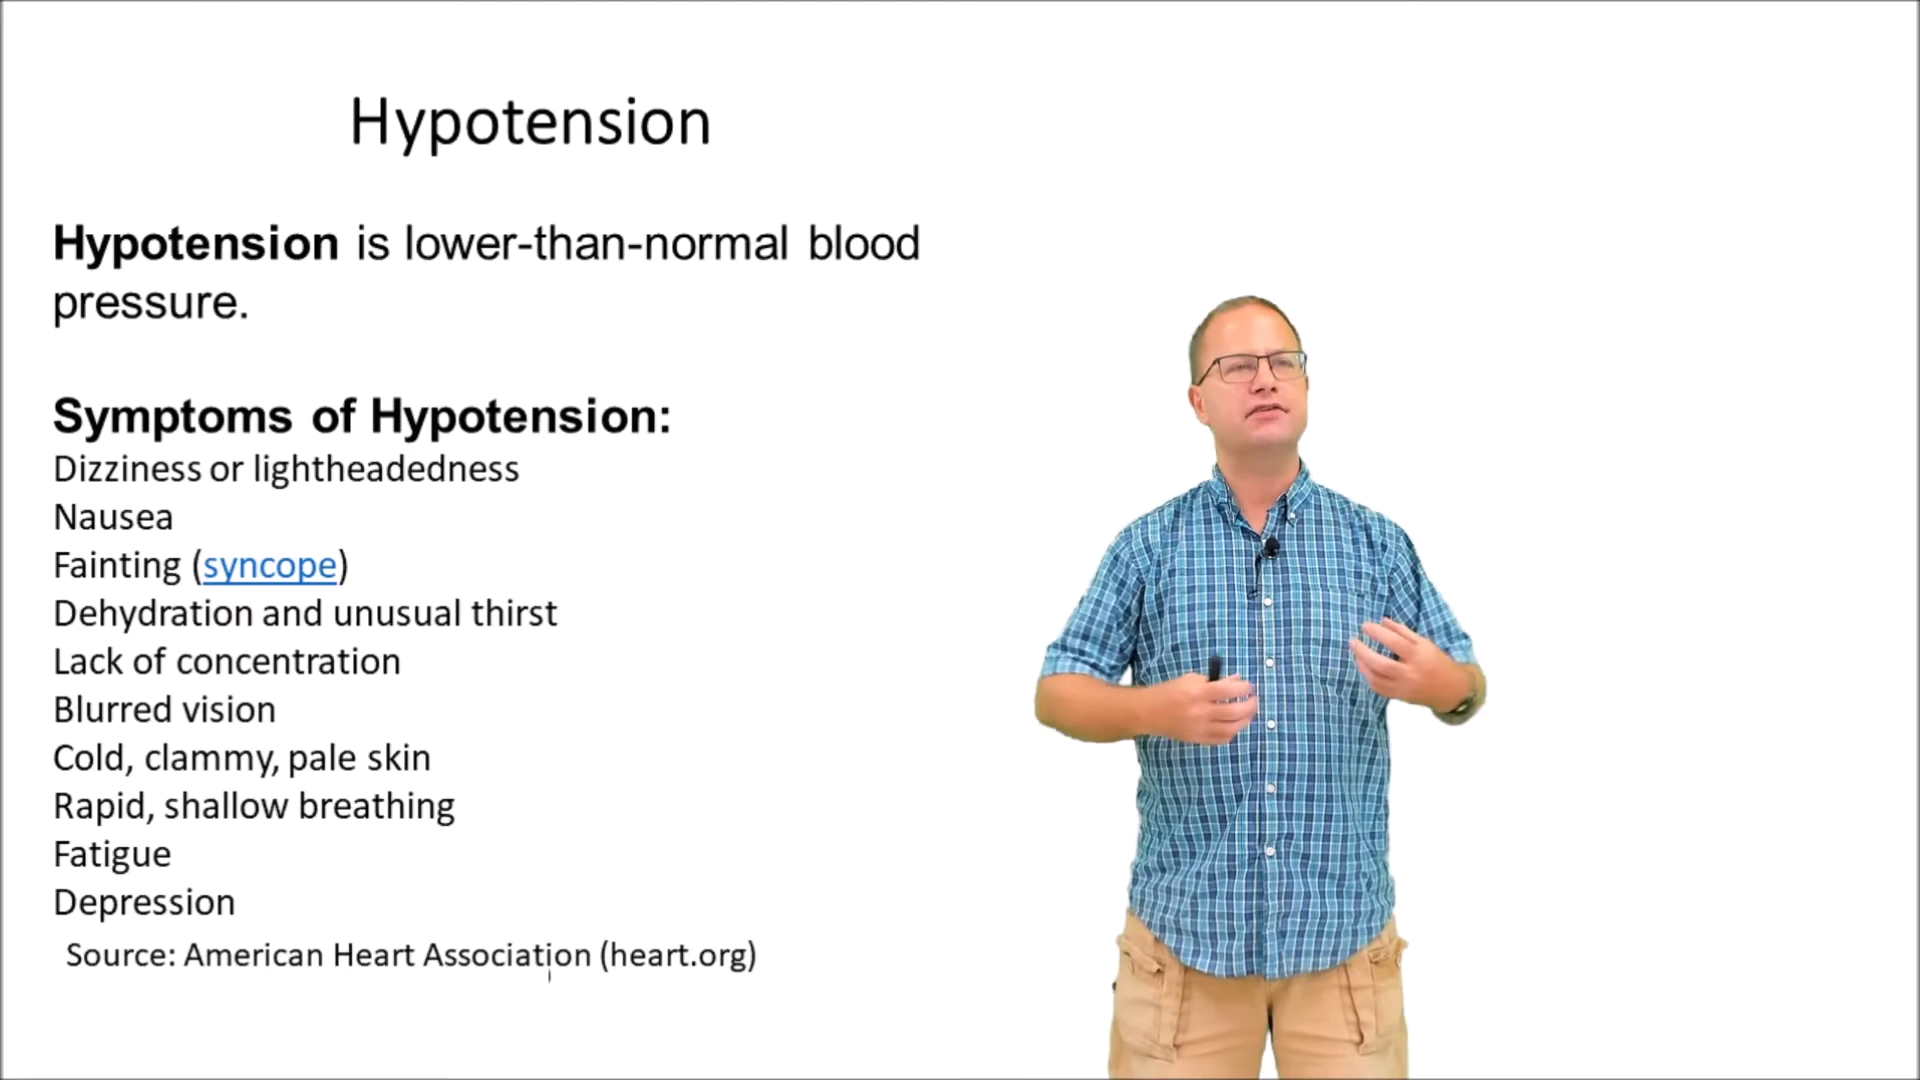 Hypotension
Hypotension is lower-than-normal blood
pressure.
Symptoms of Hypotension:
Dizziness or lightheadedness
Nausea
Fainting (syncope)
Dehydration and unusual thirst
Lack of concentration
Blurred vision
Cold, clammy, pale skin
Rapid, shallow breathing
Fatigue
Depression
Source: American Heart Association (heart.org)